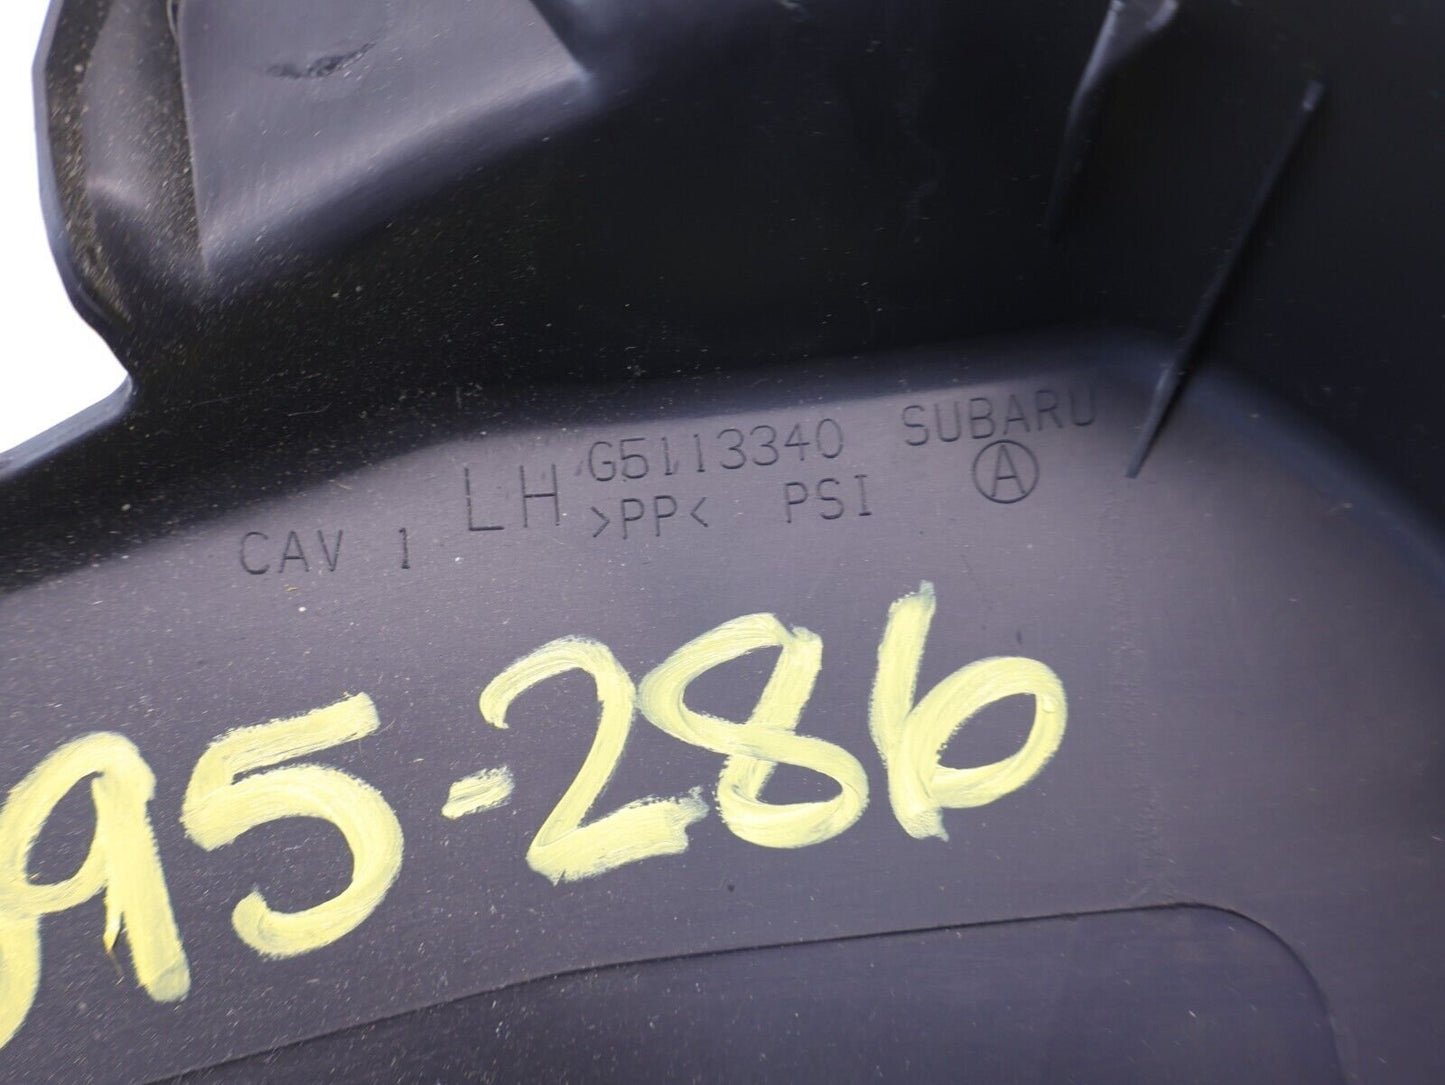 G5113340 SUBARU
CAV 1 LH >PP< PSI A
95-286